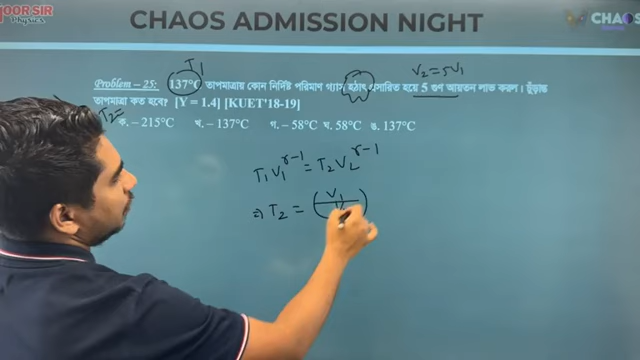 NOOR SIR
Physics
CHAOS ADMISSION NIGHT
CHAOS
T₁
V₂ = 5V₁
Problem – 25: 137°C তাপমাত্রায় কোন নির্দিষ্ট পরিমাণ গ্যাস হঠাৎ প্রসারিত হয়ে 5 গুণ আয়তন লাভ করল। চূড়ান্ত
তাপমাত্রা কত হবে? [Y = 1.4] [KUET'18-19]
T₂=
ক. – 215°C খ. – 137°C গ. – 58°C ঘ. 58°C ঙ. 137°C
T₁V₁^γ-1 = T₂V₂^γ-1
⇒ T₂ = (V₁